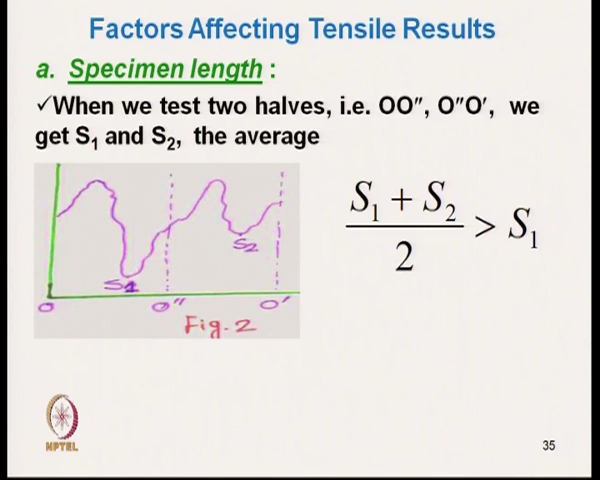 Factors Affecting Tensile Results
a. Specimen length :
✓When we test two halves, i.e. OO″, O″O′, we
get S₁ and S₂, the average
(S₁ + S₂)/2 > S₁
S1
S2
O
O″
O′
Fig. 2
NPTEL
35